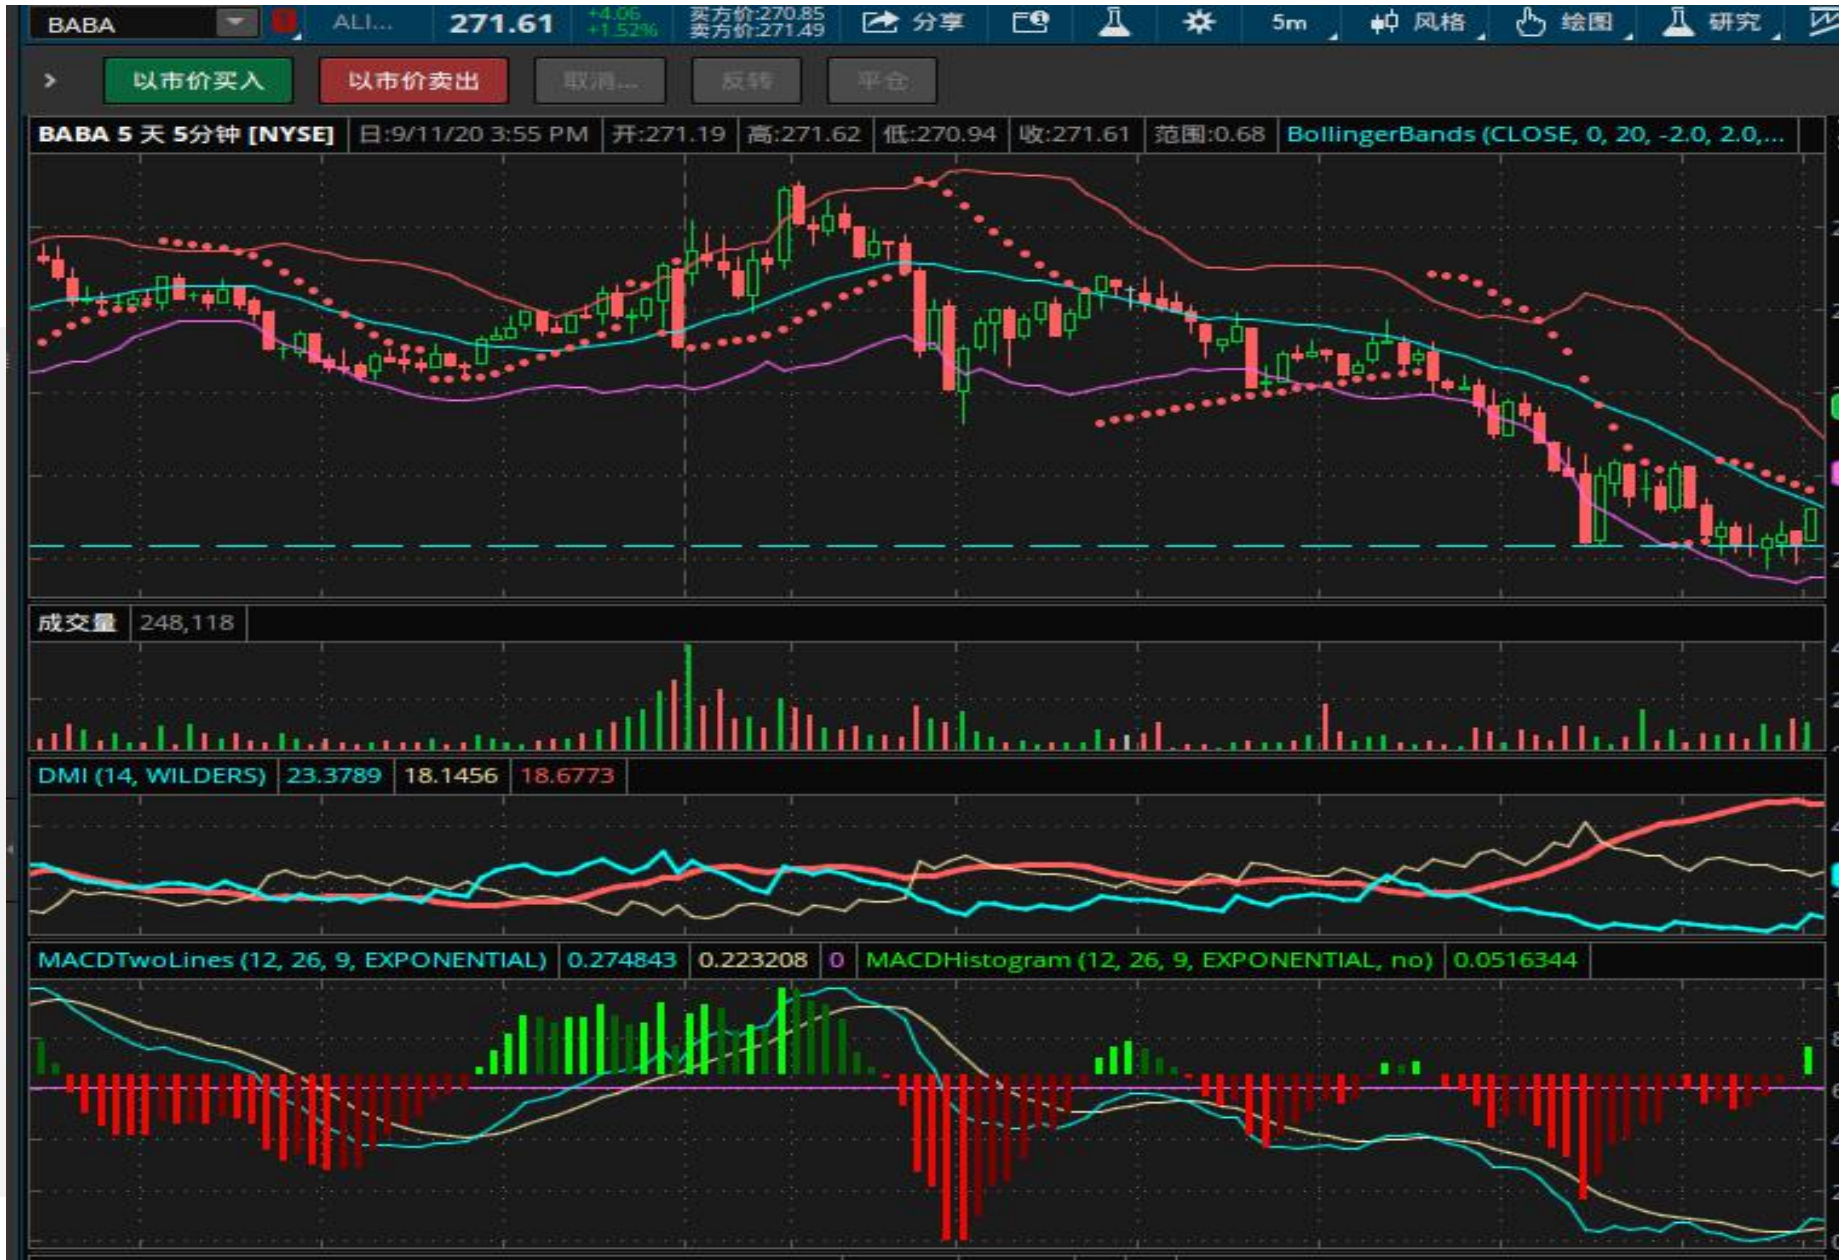 BABA ALI... 271.61 +4.06 买方价:270.85 分享 5m 风格 绘图 研究
+1.52% 卖方价:271.49
以市价买入 以市价卖出 取消... 反转 平仓
BABA 5 天 5分钟 [NYSE] 日:9/11/20 3:55 PM 开:271.19 高:271.62 低:270.94 收:271.61 范围:0.68 BollingerBands (CLOSE, 0, 20, -2.0, 2.0,...
成交量 248,118
DMI (14, WILDERS) 23.3789 18.1456 18.6773
MACDTwoLines (12, 26, 9, EXPONENTIAL) 0.274843 0.223208 0 MACDHistogram (12, 26, 9, EXPONENTIAL, no) 0.0516344